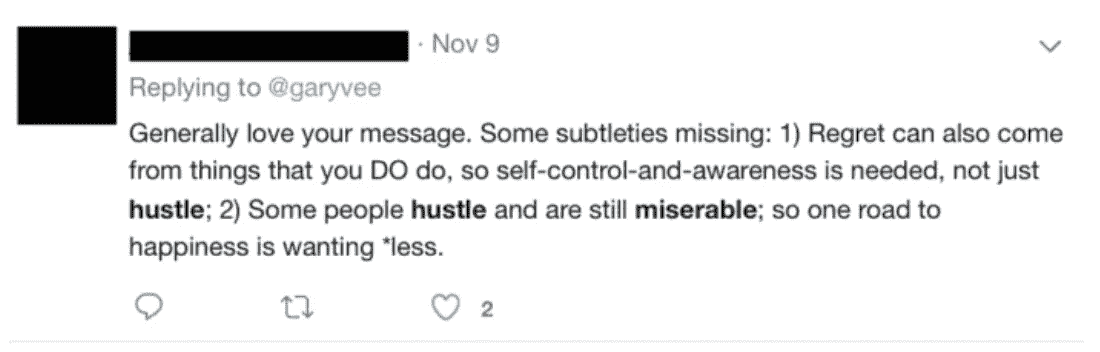 · Nov 9
Replying to @garyvee
Generally love your message. Some subtleties missing: 1) Regret can also come
from things that you DO do, so self-control-and-awareness is needed, not just
hustle; 2) Some people hustle and are still miserable; so one road to
happiness is wanting *less.
2